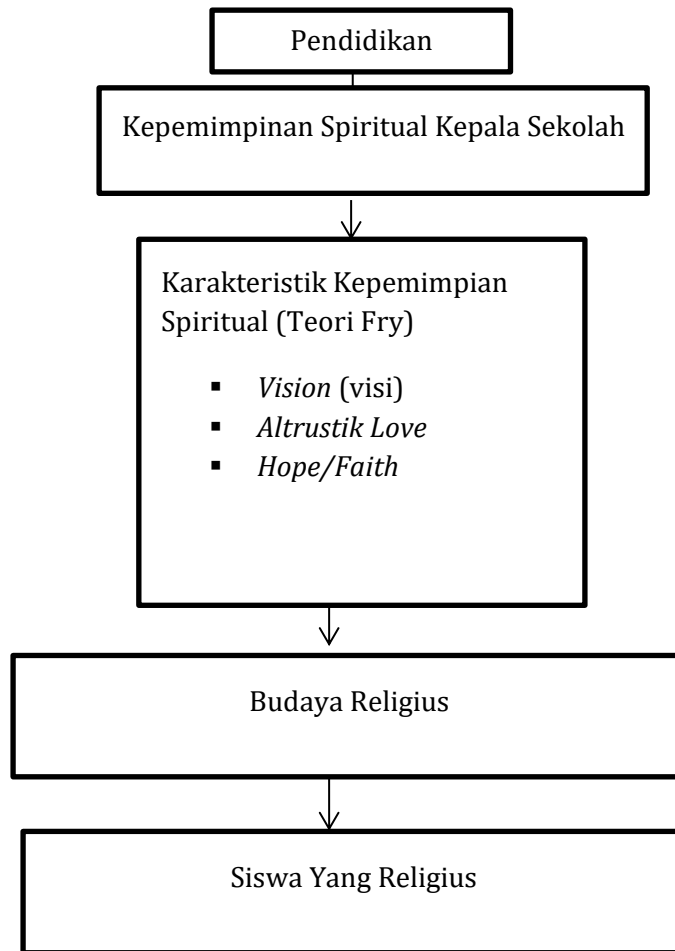 Pendidikan
Kepemimpinan Spiritual Kepala Sekolah
Karakteristik Kepemimpian
Spiritual (Teori Fry)
▪ Vision (visi)
▪ Altrustik Love
▪ Hope/Faith
Budaya Religius
Siswa Yang Religius